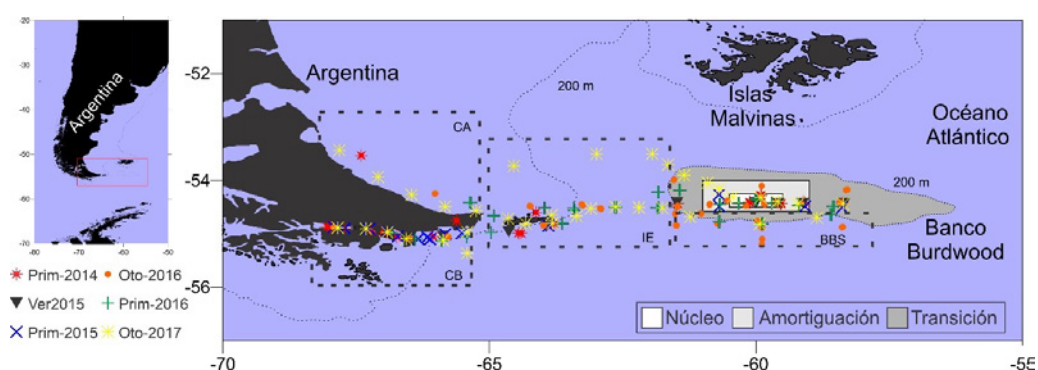 -20
-30
-40
-50
-60
-70
-80 -70 -60 -50
Argentina
Prim-2014
Oto-2016
Ver2015
Prim-2016
Prim-2015
Oto-2017
-52
-54
-56
-70 -65 -60 -55
Argentina
200 m
Islas
Malvinas
Océano
Atlántico
CA
CB
IE
BBS
200 m
Banco
Burdwood
Núcleo
Amortiguación
Transición